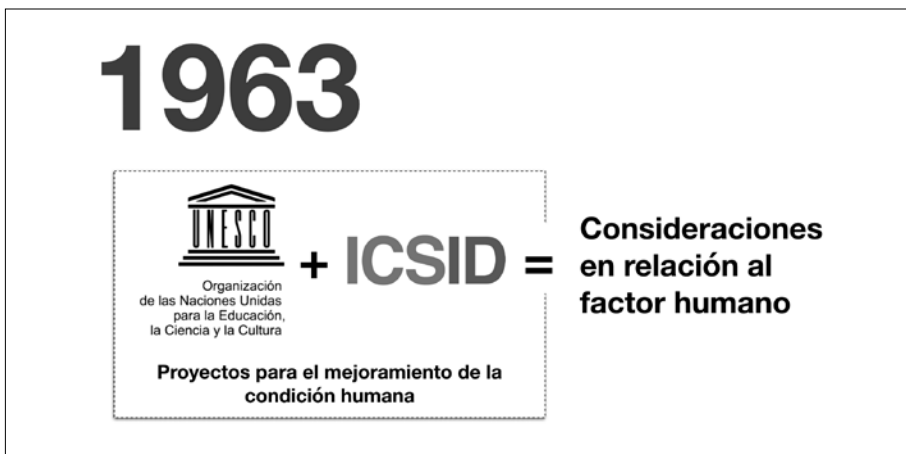 1963
UNESCO
Organización
de las Naciones Unidas
para la Educación,
la Ciencia y la Cultura
+ ICSID =
Consideraciones
en relación al
factor humano
Proyectos para el mejoramiento de la
condición humana